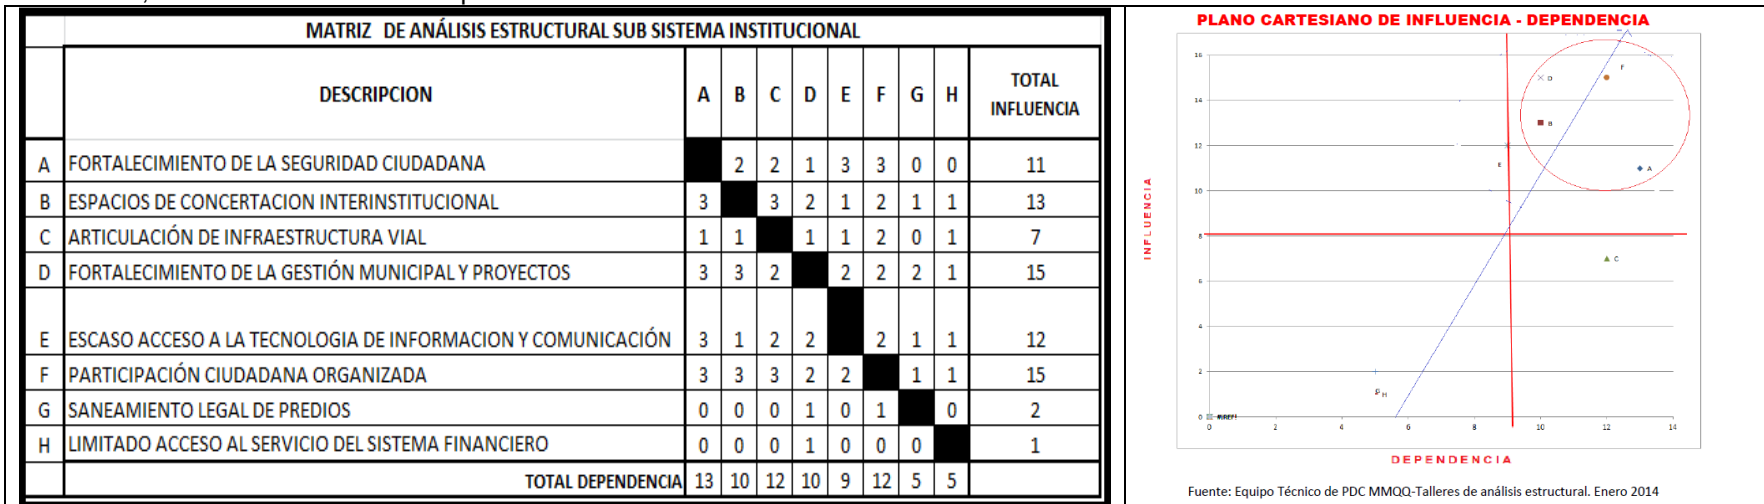 MATRIZ DE ANÁLISIS ESTRUCTURAL SUB SISTEMA INSTITUCIONAL
DESCRIPCION A B C D E F G H TOTAL INFLUENCIA
A FORTALECIMIENTO DE LA SEGURIDAD CIUDADANA 2 2 1 3 3 0 0 11
B ESPACIOS DE CONCERTACION INTERINSTITUCIONAL 3 3 2 1 2 1 1 13
C ARTICULACIÓN DE INFRAESTRUCTURA VIAL 1 1 1 1 2 0 1 7
D FORTALECIMIENTO DE LA GESTIÓN MUNICIPAL Y PROYECTOS 3 3 2 2 2 2 1 15
E ESCASO ACCESO A LA TECNOLOGIA DE INFORMACION Y COMUNICACIÓN 3 1 2 2 2 1 1 12
F PARTICIPACIÓN CIUDADANA ORGANIZADA 3 3 3 2 2 1 1 15
G SANEAMIENTO LEGAL DE PREDIOS 0 0 0 1 0 1 0 2
H LIMITADO ACCESO AL SERVICIO DEL SISTEMA FINANCIERO 0 0 0 1 0 0 0 1
TOTAL DEPENDENCIA 13 10 12 10 9 12 5 5
PLANO CARTESIANO DE INFLUENCIA - DEPENDENCIA
16
F
D
14
B
12
E
A
10
INFLUENCIA
8
C
6
4
2
G
H
0 #¡REF!
0 2 4 6 8 10 12 14
DEPENDENCIA
Fuente: Equipo Técnico de PDC MMQQ-Talleres de análisis estructural. Enero 2014